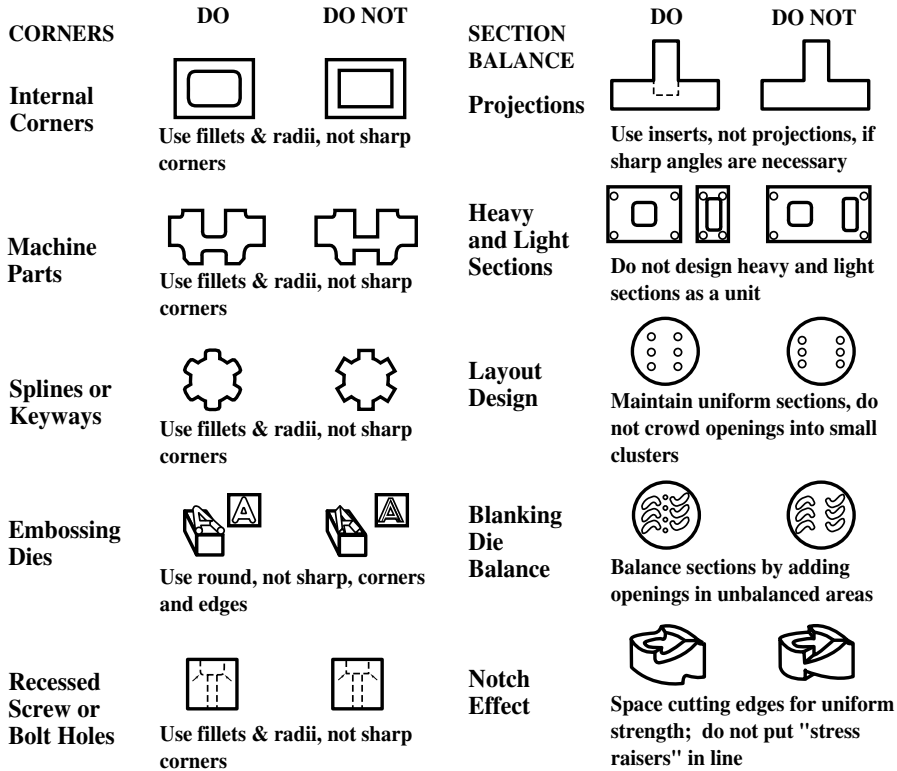 CORNERS
DO
DO NOT
Internal
Corners
Use fillets & radii, not sharp
corners
Machine
Parts
Use fillets & radii, not sharp
corners
Splines or
Keyways
Use fillets & radii, not sharp
corners
Embossing
Dies
A
A
Use round, not sharp, corners
and edges
Recessed
Screw or
Bolt Holes
Use fillets & radii, not sharp
corners
SECTION
BALANCE
DO
DO NOT
Projections
Use inserts, not projections, if
sharp angles are necessary
Heavy
and Light
Sections
Do not design heavy and light
sections as a unit
Layout
Design
Maintain uniform sections, do
not crowd openings into small
clusters
Blanking
Die
Balance
Balance sections by adding
openings in unbalanced areas
Notch
Effect
Space cutting edges for uniform
strength;  do not put "stress
raisers" in line